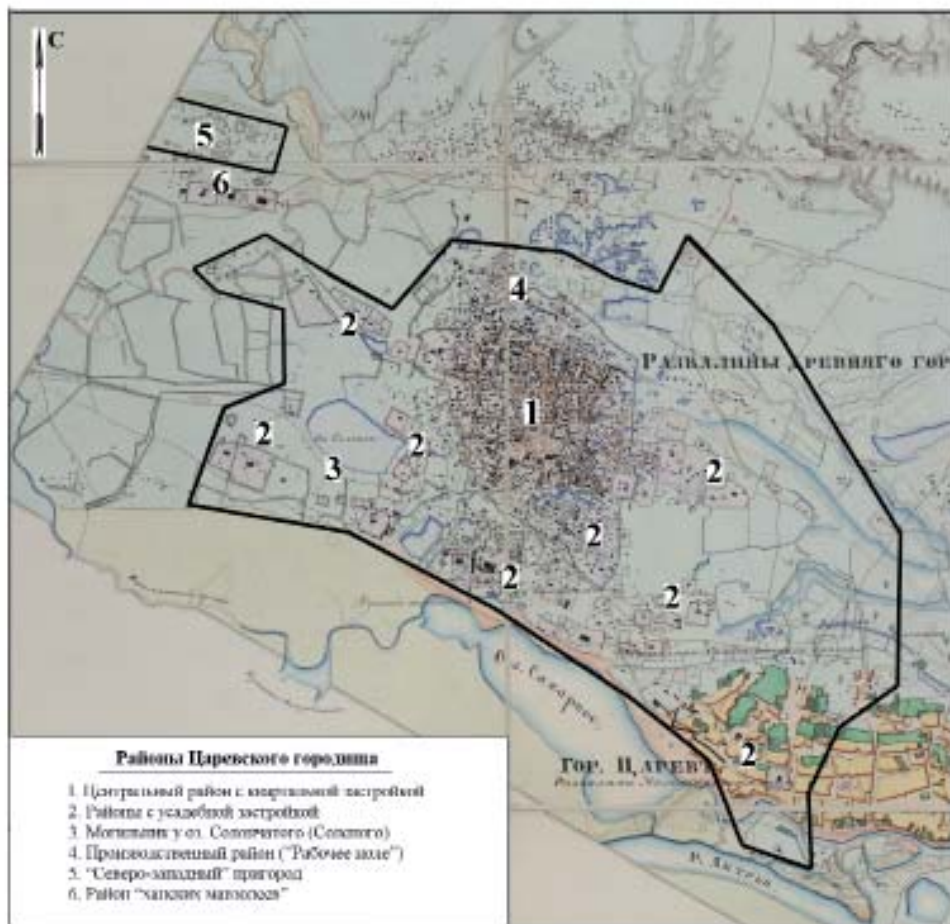 С
5
6
4
2
РАЗВАЛИНЫ ДРЕВНЯГО ГОР
1
2
2
3
2
2
2
2
ГОР. ЦАРЕВЪ
2
Районы Царевского городища
1. Центральный район с квартальной застройкой
2. Районы с усадебной застройкой
3. Могильник у оз. Солончатого (Соленого)
4. Производственный район ("Рабочее поле")
5. "Северо-западный" пригород
6. Район "ханских мавзолеев"